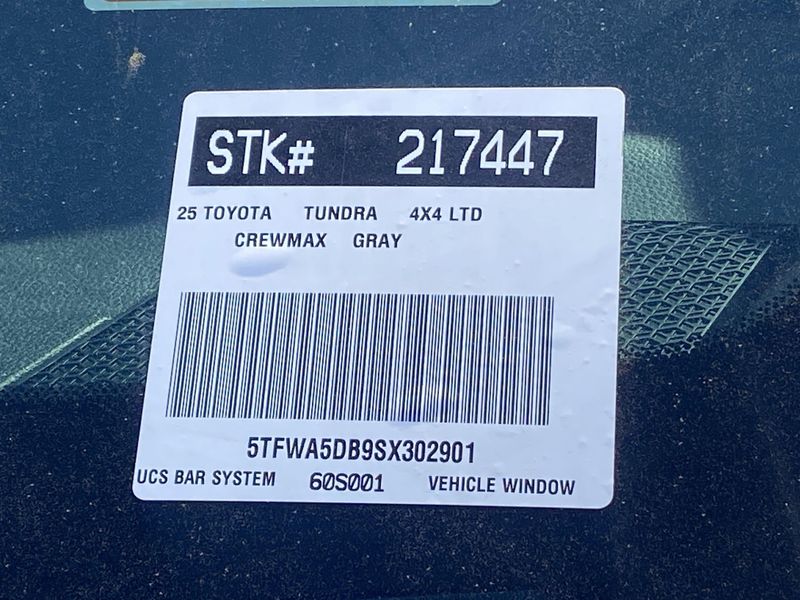 STK# 217447
25 TOYOTA TUNDRA 4X4 LTD
CREWMAX GRAY
5TFWA5DB9SX302901
UCS BAR SYSTEM 60S001 VEHICLE WINDOW